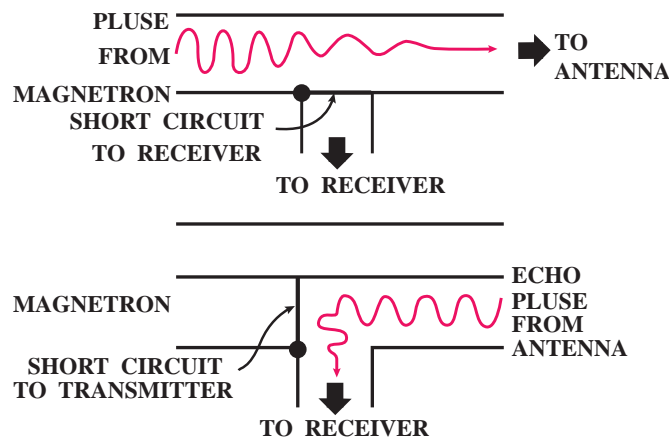 PLUSE
FROM
MAGNETRON
TO
ANTENNA
SHORT CIRCUIT
TO RECEIVER
TO RECEIVER
ECHO
MAGNETRON
PLUSE
FROM
ANTENNA
SHORT CIRCUIT
TO TRANSMITTER
TO RECEIVER